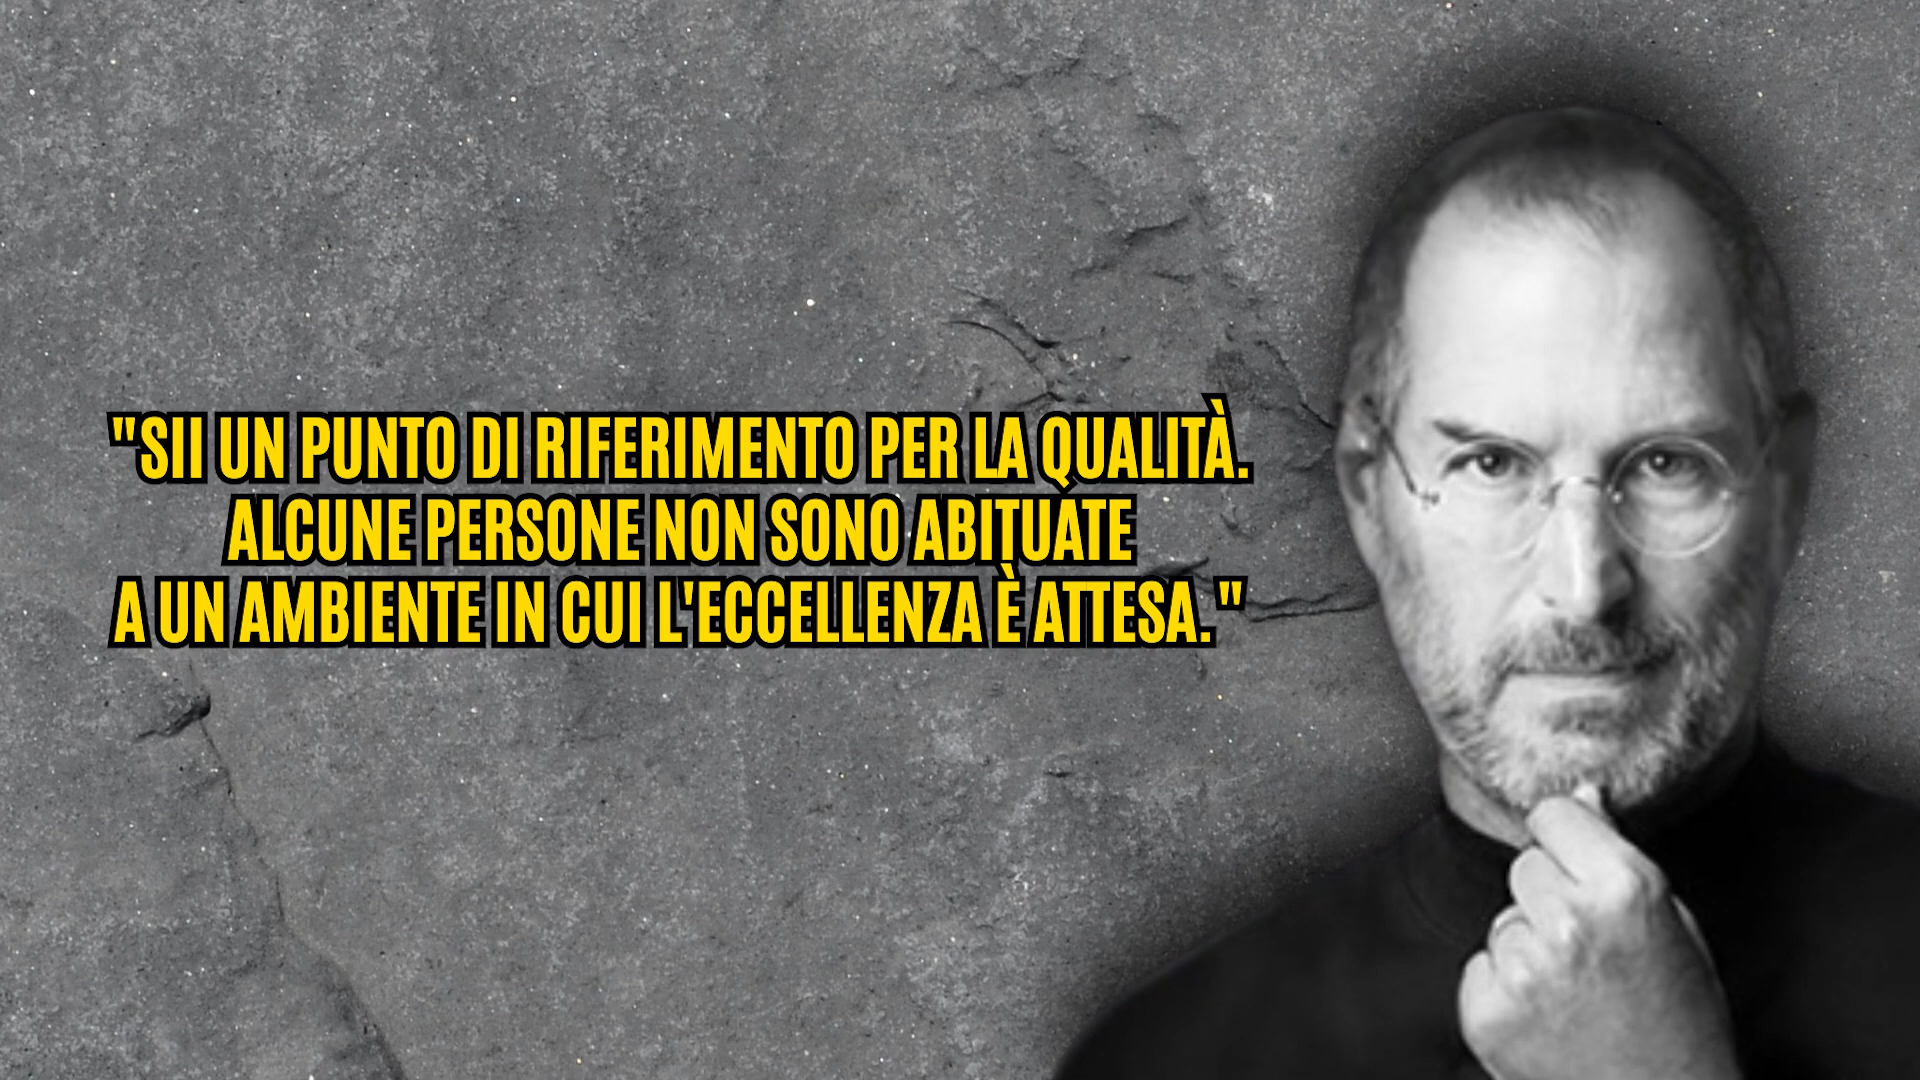 "SII UN PUNTO DI RIFERIMENTO PER LA QUALITÀ.
ALCUNE PERSONE NON SONO ABITUATE
A UN AMBIENTE IN CUI L'ECCELLENZA È ATTESA."